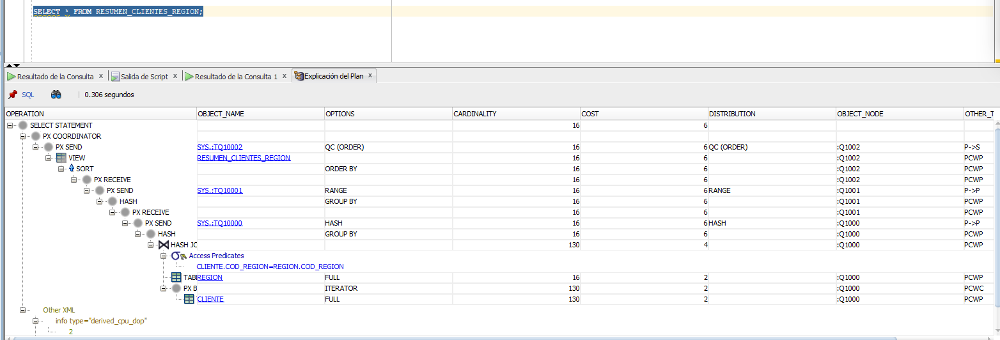 SELECT * FROM RESUMEN_CLIENTES_REGION;
Resultado de la Consulta x Salida de Script x Resultado de la Consulta 1 x Explicación del Plan x
SQL 0.306 segundos
OPERATION OBJECT_NAME OPTIONS CARDINALITY COST DISTRIBUTION OBJECT_NODE OTHER_T
SELECT STATEMENT 16 6
PX COORDINATOR
PX SEND SYS.:TQ10002 QC (ORDER) 16 6 QC (ORDER) :Q1002 P->S
VIEW RESUMEN_CLIENTES_REGION 16 6 :Q1002 PCWP
SORT ORDER BY 16 6 :Q1002 PCWP
PX RECEIVE 16 6 :Q1002 PCWP
PX SEND SYS.:TQ10001 RANGE 16 6 RANGE :Q1001 P->P
HASH GROUP BY 16 6 :Q1001 PCWP
PX RECEIVE 16 6 :Q1001 PCWP
PX SEND SYS.:TQ10000 HASH 16 6 HASH :Q1000 P->P
HASH GROUP BY 16 6 :Q1000 PCWP
HASH JO 130 4 :Q1000 PCWP
Access Predicates
CLIENTE.COD_REGION=REGION.COD_REGION
TABL REGION FULL 16 2 :Q1000 PCWP
PX B ITERATOR 130 2 :Q1000 PCWC
CLIENTE FULL 130 2 :Q1000 PCWP
Other XML
info type="derived_cpu_dop"
2